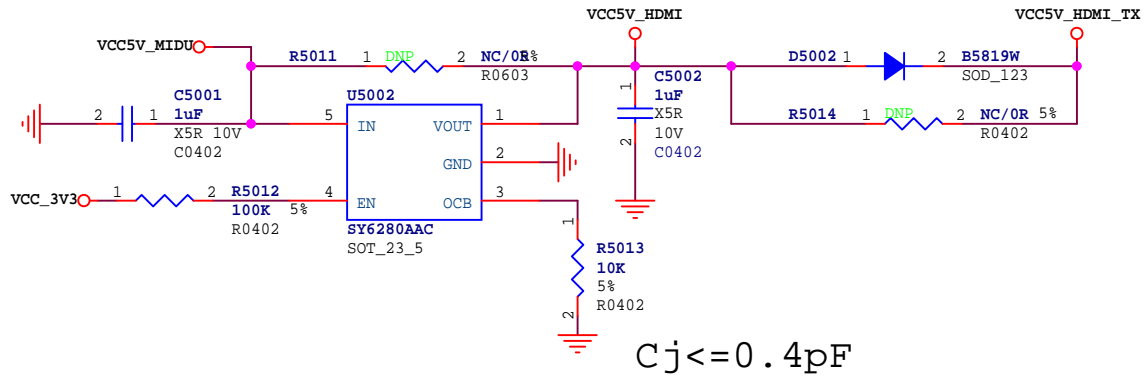 VCC5V_HDMI
VCC5V_HDMI_TX
VCC5V_MIDU
R5011 1 DNP 2 NC/0R 5%
R0603
D5002 1 2 B5819W
SOD_123
C5001
1uF
X5R 10V
C0402
2 1
U5002
5 IN VOUT 1
GND 2
4 EN OCB 3
SY6280AAC
SOT_23_5
C5002
1uF
X5R
10V
C0402
1
2
R5014 1 DNP 2 NC/0R 5%
R0402
VCC_3V3 1 2 R5012
100K 5%
R0402
1
R5013
10K
5%
R0402
2
Cj<=0.4pF